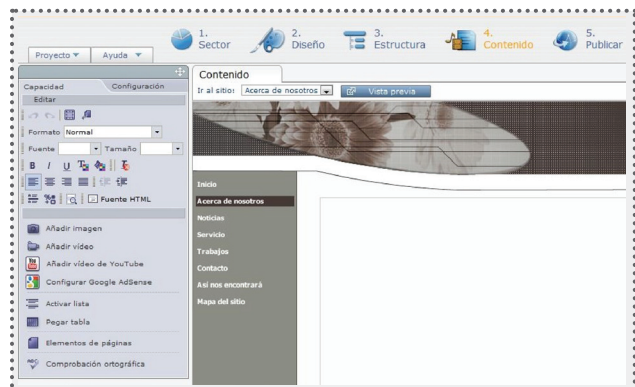 1.
Sector
2.
Diseño
3.
Estructura
4.
Contenido
5.
Publicar
Proyecto
Ayuda
Capacidad
Configuración
Editar
Formato Normal
Fuente
Tamaño
B I U
Fuente HTML
Añadir imagen
Añadir vídeo
Añadir vídeo de YouTube
Configurar Google AdSense
Activar lista
Pegar tabla
Elementos de páginas
Comprobación ortográfica
Contenido
Ir al sitio: Acerca de nosotros
Vista previa
Inicio
Acerca de nosotros
Noticias
Servicio
Trabajos
Contacto
Asi nos encontrará
Mapa del sitio